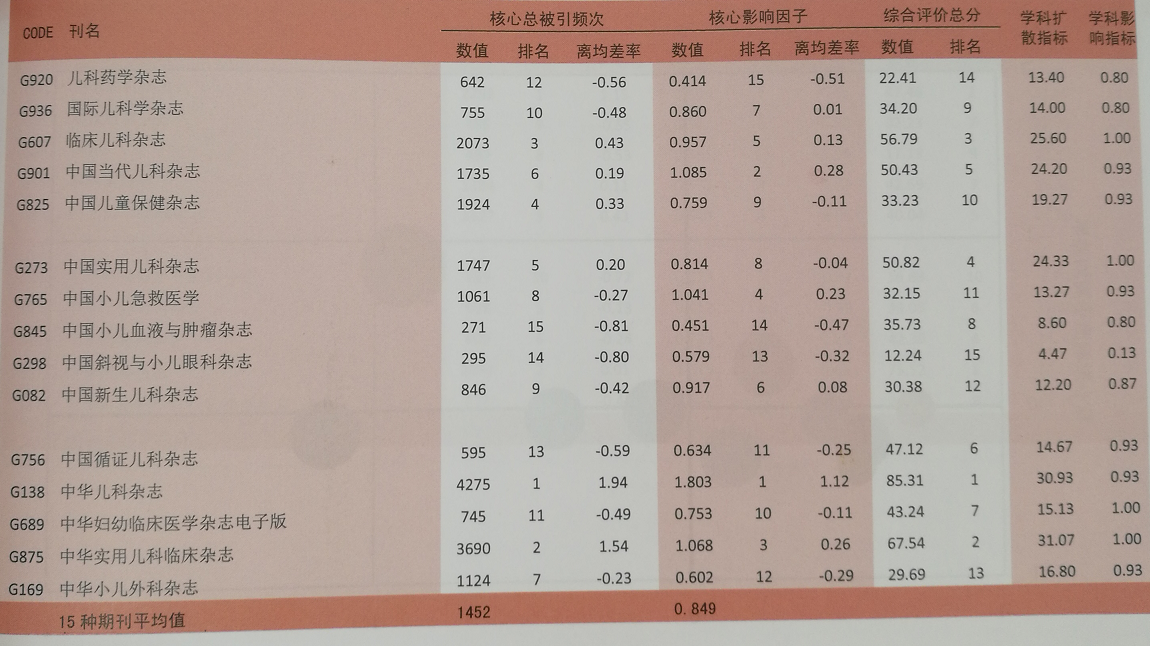 CODE 刊名 核心总被引频次 核心影响因子 综合评价总分 学科扩散指标 学科影响指标
数值 排名 离均差率 数值 排名 离均差率 数值 排名
G920 儿科药学杂志 642 12 -0.56 0.414 15 -0.51 22.41 14 13.40 0.80
G936 国际儿科学杂志 755 10 -0.48 0.860 7 0.01 34.20 9 14.00 0.80
G607 临床儿科杂志 2073 3 0.43 0.957 5 0.13 56.79 3 25.60 1.00
G901 中国当代儿科杂志 1735 6 0.19 1.085 2 0.28 50.43 5 24.20 0.93
G825 中国儿童保健杂志 1924 4 0.33 0.759 9 -0.11 33.23 10 19.27 0.93
G273 中国实用儿科杂志 1747 5 0.20 0.814 8 -0.04 50.82 4 24.33 1.00
G765 中国小儿急救医学 1061 8 -0.27 1.041 4 0.23 32.15 11 13.27 0.93
G845 中国小儿血液与肿瘤杂志 271 15 -0.81 0.451 14 -0.47 35.73 8 8.60 0.80
G298 中国斜视与小儿眼科杂志 295 14 -0.80 0.579 13 -0.32 12.24 15 4.47 0.13
G082 中国新生儿科杂志 846 9 -0.42 0.917 6 0.08 30.38 12 12.20 0.87
G756 中国循证儿科杂志 595 13 -0.59 0.634 11 -0.25 47.12 6 14.67 0.93
G138 中华儿科杂志 4275 1 1.94 1.803 1 1.12 85.31 1 30.93 0.93
G689 中华妇幼临床医学杂志电子版 745 11 -0.49 0.753 10 -0.11 43.24 7 15.13 1.00
G875 中华实用儿科临床杂志 3690 2 1.54 1.068 3 0.26 67.54 2 31.07 1.00
G169 中华小儿外科杂志 1124 7 -0.23 0.602 12 -0.29 29.69 13 16.80 0.93
15 种期刊平均值 1452 0.849